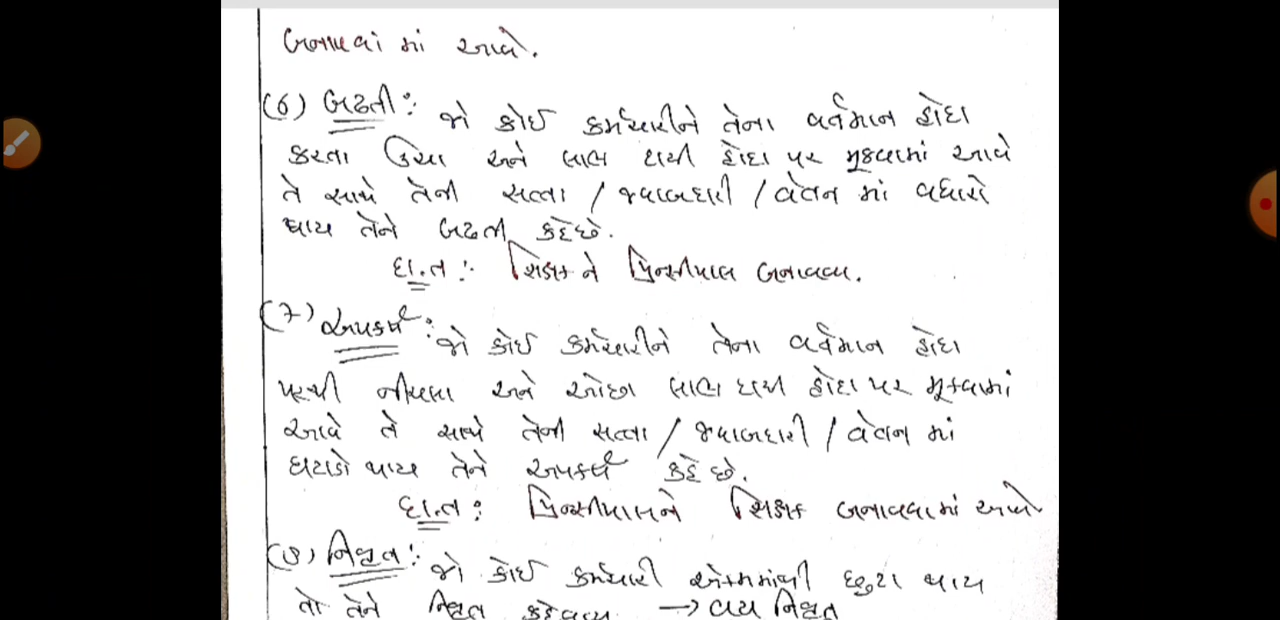 બનાવવાં માં આવે.
(6) બઢતી : જો કોઈ કર્મચારીને તેના વર્તમાન હોદા
કરતા ઉંચા અને લાભ દાયી હોદા પર મૂકવામાં આવે
તે સાથે તેની સત્તા / જવાબદારી / વેતન માં વધારો
થાય તેને બઢતી કહેછે.
દા.ત : શિક્ષક ને પ્રિન્સીપાલ બનાવવા.
(7) અપકર્ષ : જો કોઈ કર્મચારીને તેના વર્તમાન હોદા
પરથી નીચલા અને ઓછા લાભ દાયી હોદા પર મૂકવામાં
આવે તે સાથે તેની સત્તા / જવાબદારી / વેતન માં
ઘટાડો થાય તેને અપકર્ષ કહે છે.
દા.ત : પ્રિન્સીપાલને શિક્ષક બનાવવામાં આવે
નિવૃત : જો કોઈ કર્મચારી એકમમાંથી છુટા થાય
તો તેને નિવૃત કહેવાય → વય નિવૃત